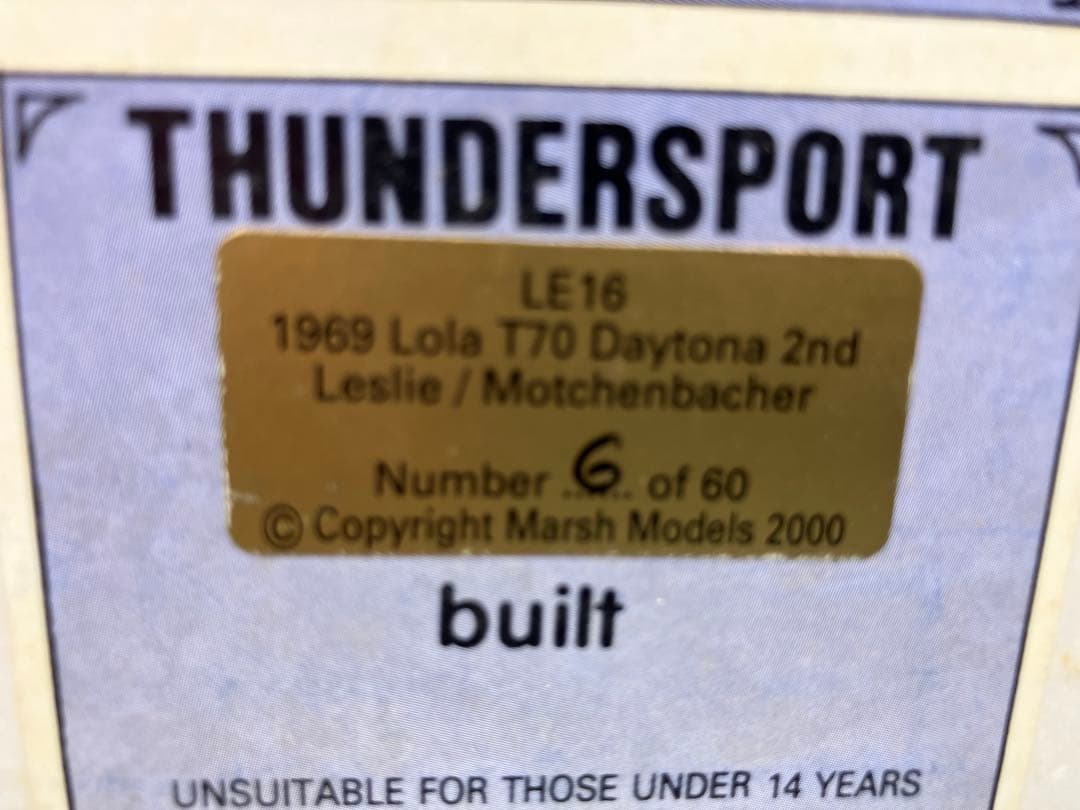 THUNDERSPORT
LE16
1969 Lola T70 Daytona 2nd
Leslie / Motchenbacher
Number ..6.. of 60
© Copyright Marsh Models 2000
built
UNSUITABLE FOR THOSE UNDER 14 YEARS